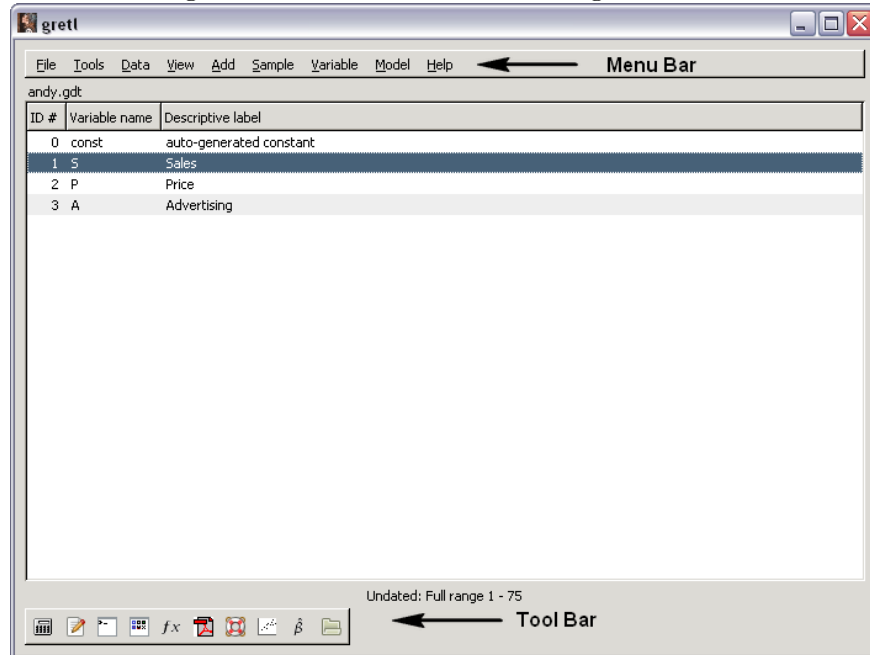 gretl
File Tools Data View Add Sample Variable Model Help Menu Bar
andy.gdt
ID # Variable name Descriptive label
0 const auto-generated constant
1 S Sales
2 P Price
3 A Advertising
Undated: Full range 1 - 75
fx β̂ Tool Bar